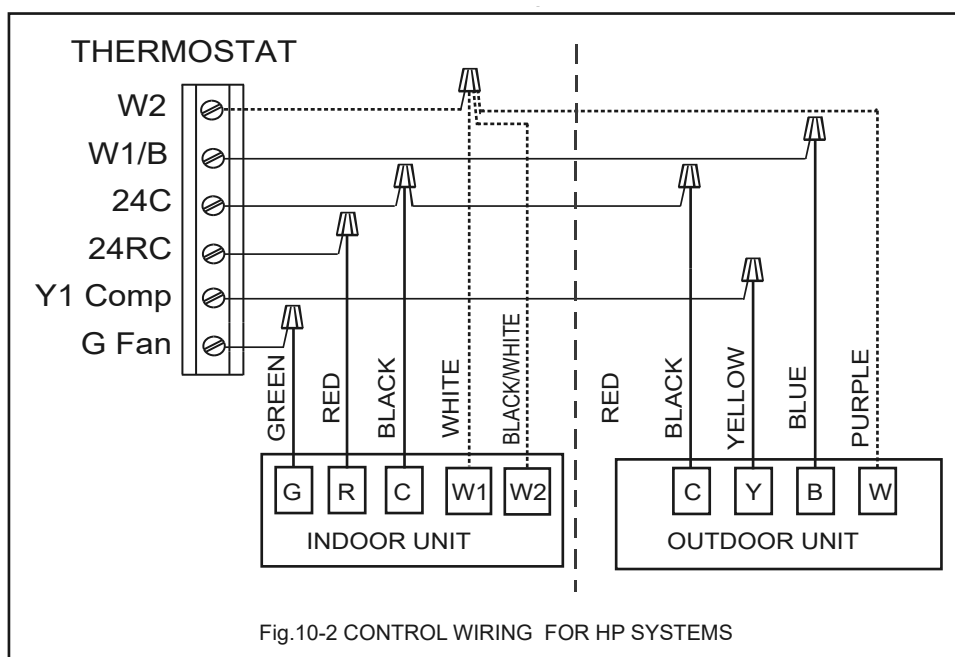 THERMOSTAT
W2
W1/B
24C
24RC
Y1 Comp
G Fan
GREEN
RED
BLACK
WHITE
BLACK/WHITE
RED
BLACK
YELLOW
BLUE
PURPLE
G R C W1 W2
INDOOR UNIT
C Y B W
OUTDOOR UNIT
Fig.10-2 CONTROL WIRING FOR HP SYSTEMS